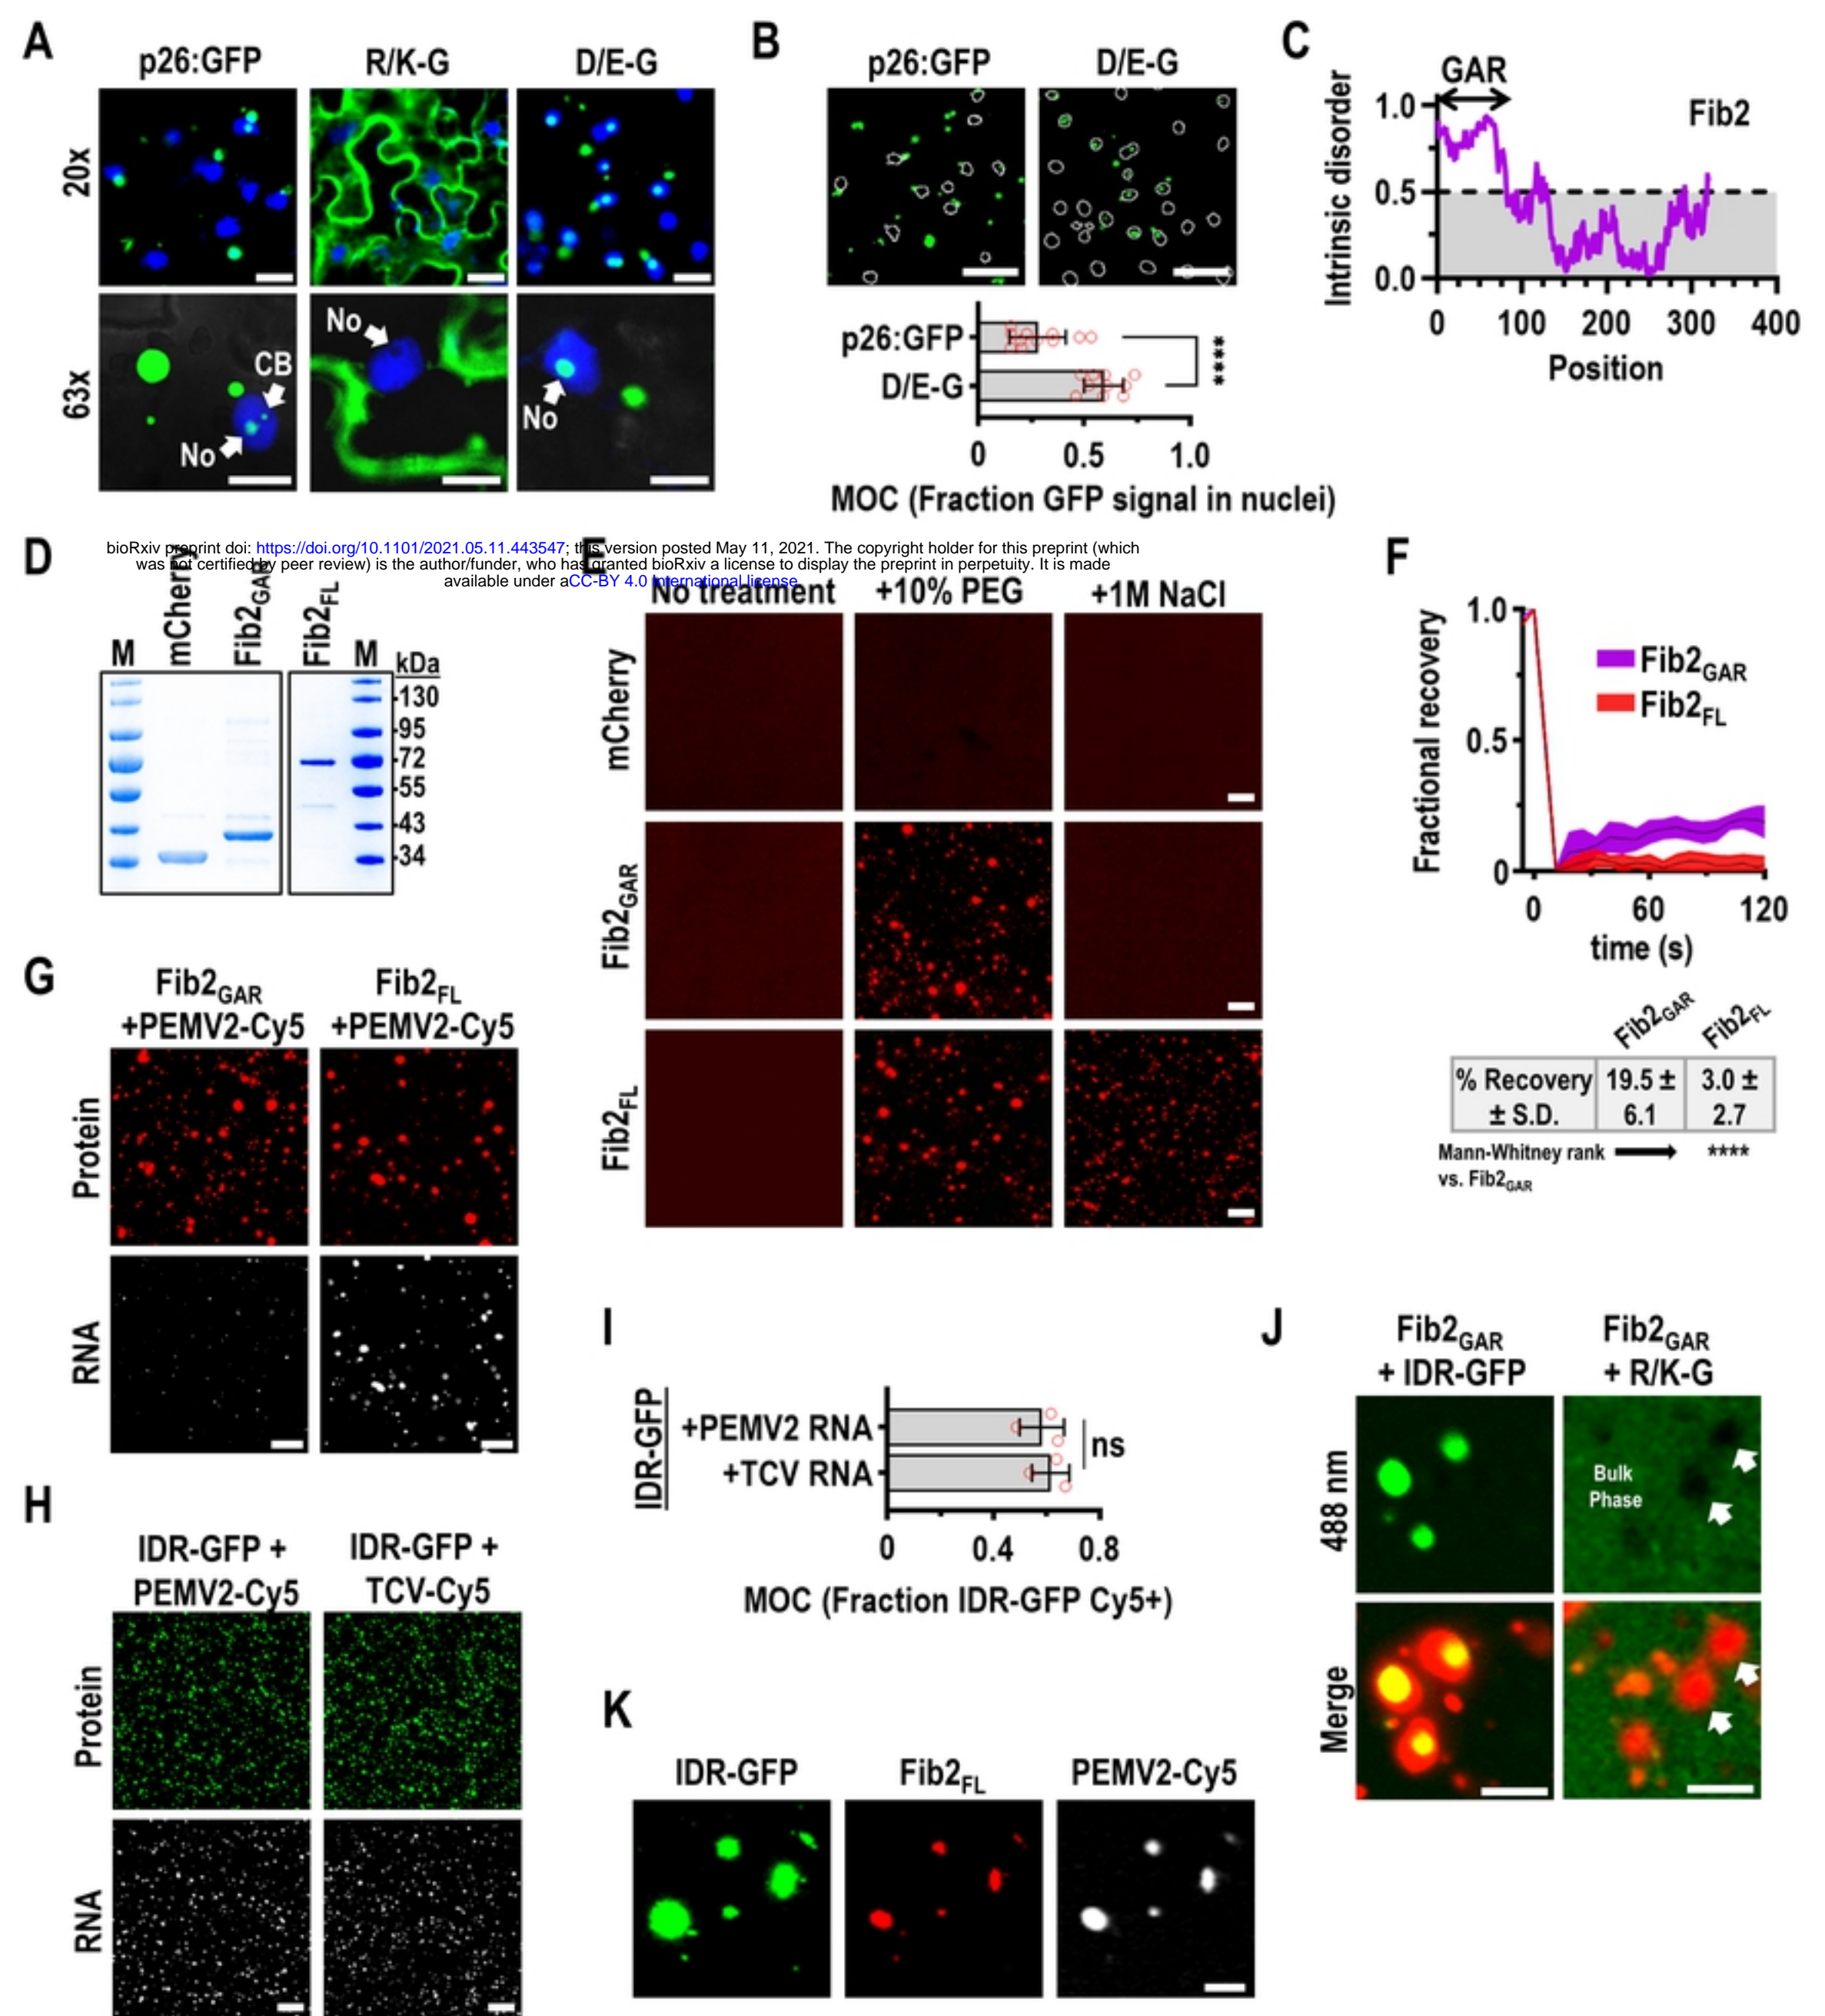 A
p26:GFP
R/K-G
D/E-G
20x
63x
No
CB
No
No
B
p26:GFP
D/E-G
p26:GFP
D/E-G
****
0
0.5
1.0
MOC (Fraction GFP signal in nuclei)
C
GAR
Fib2
Intrinsic disorder
1.0
0.5
0.0
0
100
200
300
400
Position
bioRxiv preprint doi: https://doi.org/10.1101/2021.05.11.443547; this version posted May 11, 2021. The copyright holder for this preprint (which
was not certified by peer review) is the author/funder, who has granted bioRxiv a license to display the preprint in perpetuity. It is made
available under aCC-BY 4.0 International license.
D
M
mCherry
Fib2GAR
Fib2FL
M
kDa
130
95
72
55
43
34
E
No treatment
+10% PEG
+1M NaCl
mCherry
Fib2GAR
Fib2FL
F
Fractional recovery
1.0
0.5
0
Fib2GAR
Fib2FL
0
60
120
time (s)
Fib2GAR
Fib2FL
% Recovery 19.5 ± 3.0 ±
± S.D. 6.1 2.7
Mann-Whitney rank ****
vs. Fib2GAR
G
Fib2GAR
+PEMV2-Cy5
Fib2FL
+PEMV2-Cy5
Protein
RNA
H
IDR-GFP +
PEMV2-Cy5
IDR-GFP +
TCV-Cy5
Protein
RNA
I
IDR-GFP
+PEMV2 RNA
+TCV RNA
ns
0
0.4
0.8
MOC (Fraction IDR-GFP Cy5+)
J
Fib2GAR
+ IDR-GFP
Fib2GAR
+ R/K-G
488 nm
Bulk
Phase
Merge
K
IDR-GFP
Fib2FL
PEMV2-Cy5